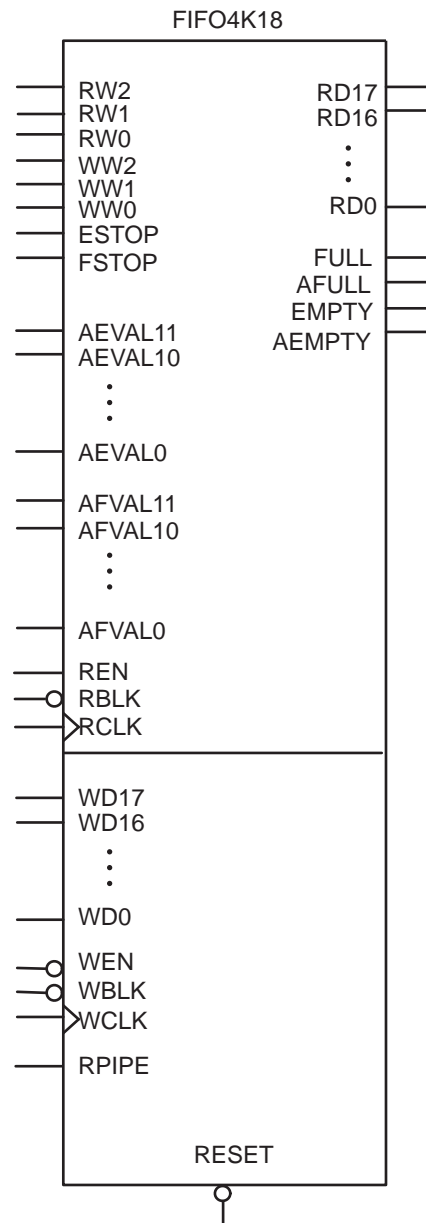 FIFO4K18
RW2
RW1
RW0
WW2
WW1
WW0
ESTOP
FSTOP
AEVAL11
AEVAL10
AEVAL0
AFVAL11
AFVAL10
AFVAL0
REN
RBLK
RCLK
RD17
RD16
RD0
FULL
AFULL
EMPTY
AEMPTY
WD17
WD16
WD0
WEN
WBLK
WCLK
RPIPE
RESET